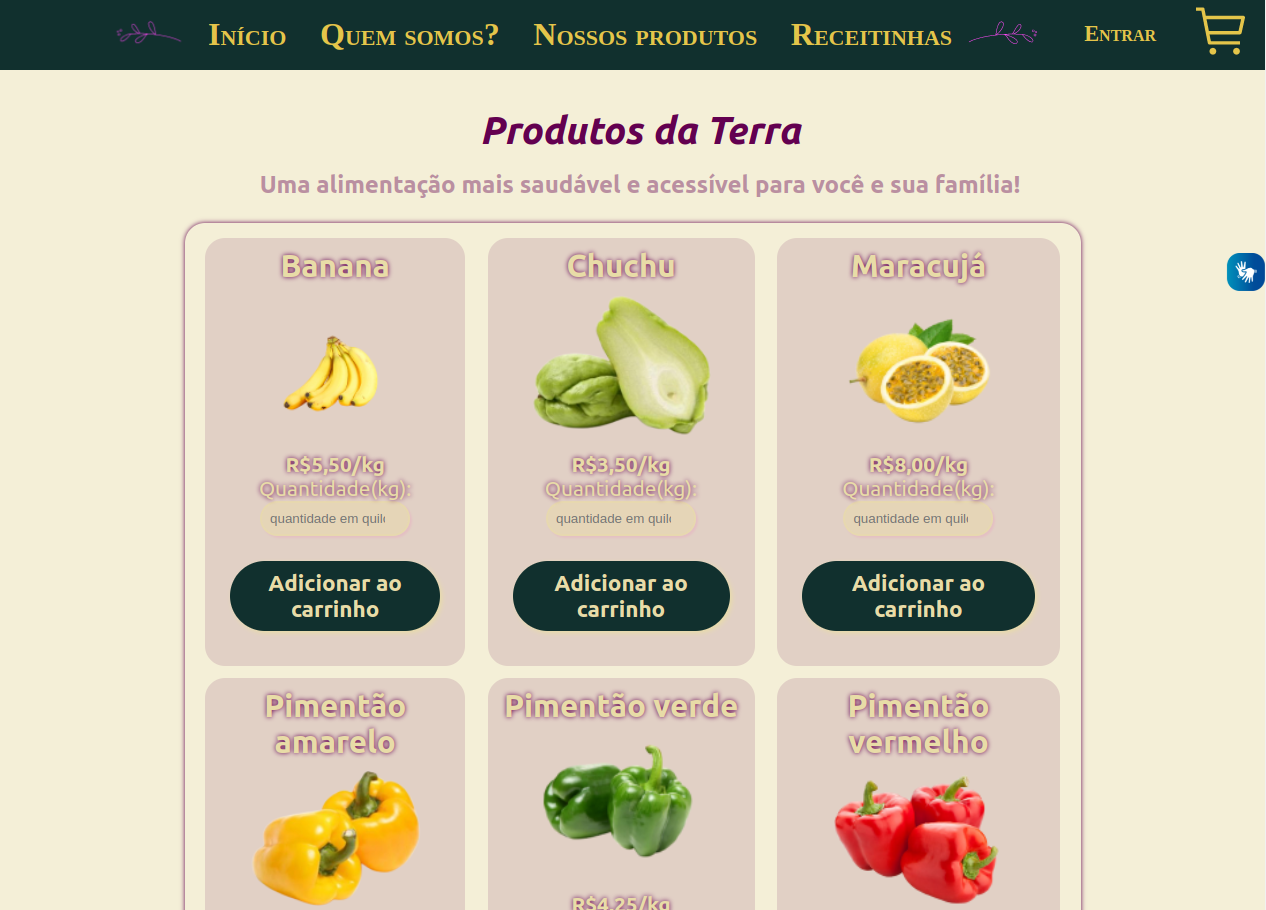 Início Quem somos? Nossos produtos Receitinhas Entrar
Produtos da Terra
Uma alimentação mais saudável e acessível para você e sua família!
Banana
R$5,50/kg
Quantidade(kg):
quantidade em quil
Adicionar ao
carrinho
Chuchu
R$3,50/kg
Quantidade(kg):
quantidade em quil
Adicionar ao
carrinho
Maracujá
R$8,00/kg
Quantidade(kg):
quantidade em quil
Adicionar ao
carrinho
Pimentão
amarelo
Pimentão verde
R$4,25/kg
Pimentão
vermelho